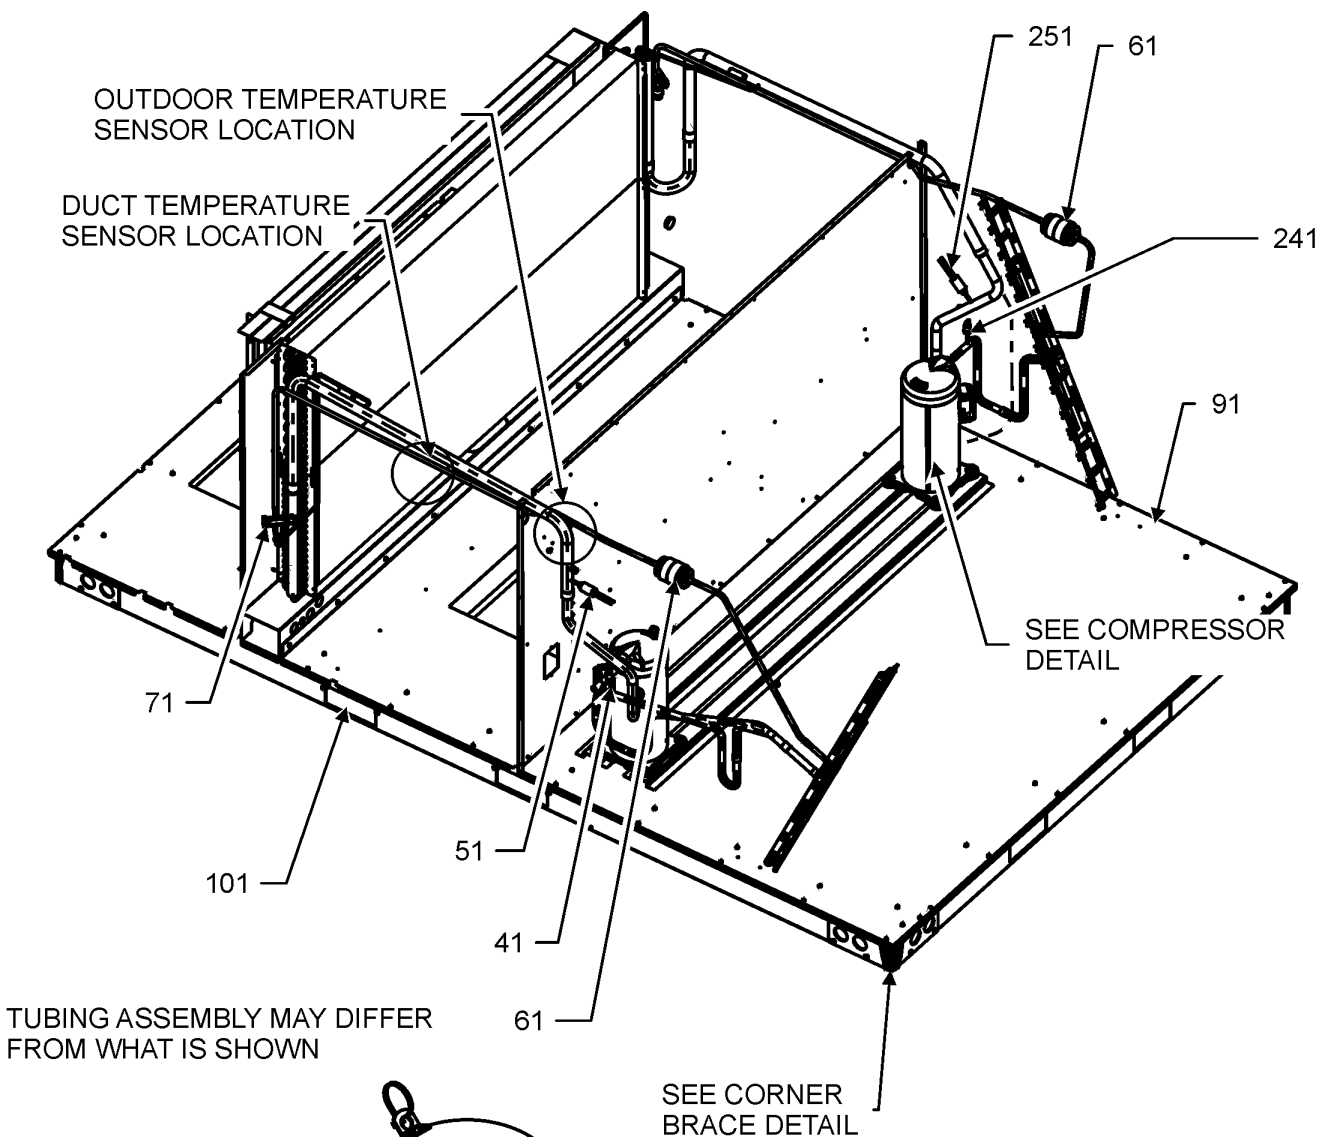 251
61
OUTDOOR TEMPERATURE
SENSOR LOCATION
DUCT TEMPERATURE
SENSOR LOCATION
241
91
SEE COMPRESSOR
DETAIL
71
51
101
41
61
TUBING ASSEMBLY MAY DIFFER
FROM WHAT IS SHOWN
SEE CORNER
BRACE DETAIL